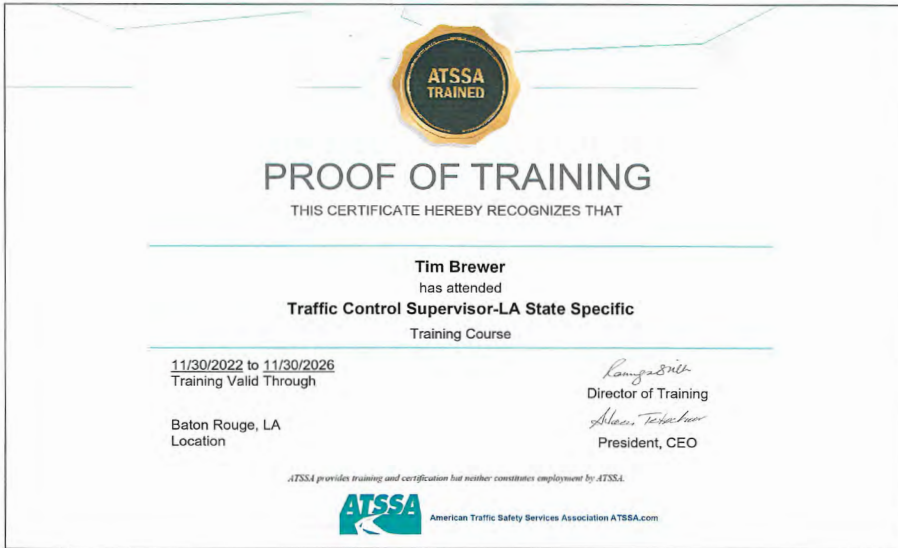 ATSSA
TRAINED
PROOF OF TRAINING
THIS CERTIFICATE HEREBY RECOGNIZES THAT
Tim Brewer
has attended
Traffic Control Supervisor-LA State Specific
Training Course
11/30/2022 to 11/30/2026
Training Valid Through
Director of Training
Baton Rouge, LA
Location
President, CEO
ATSSA provides training and certification but neither constitutes employment by ATSSA.
ATSSA
American Traffic Safety Services Association ATSSA.com